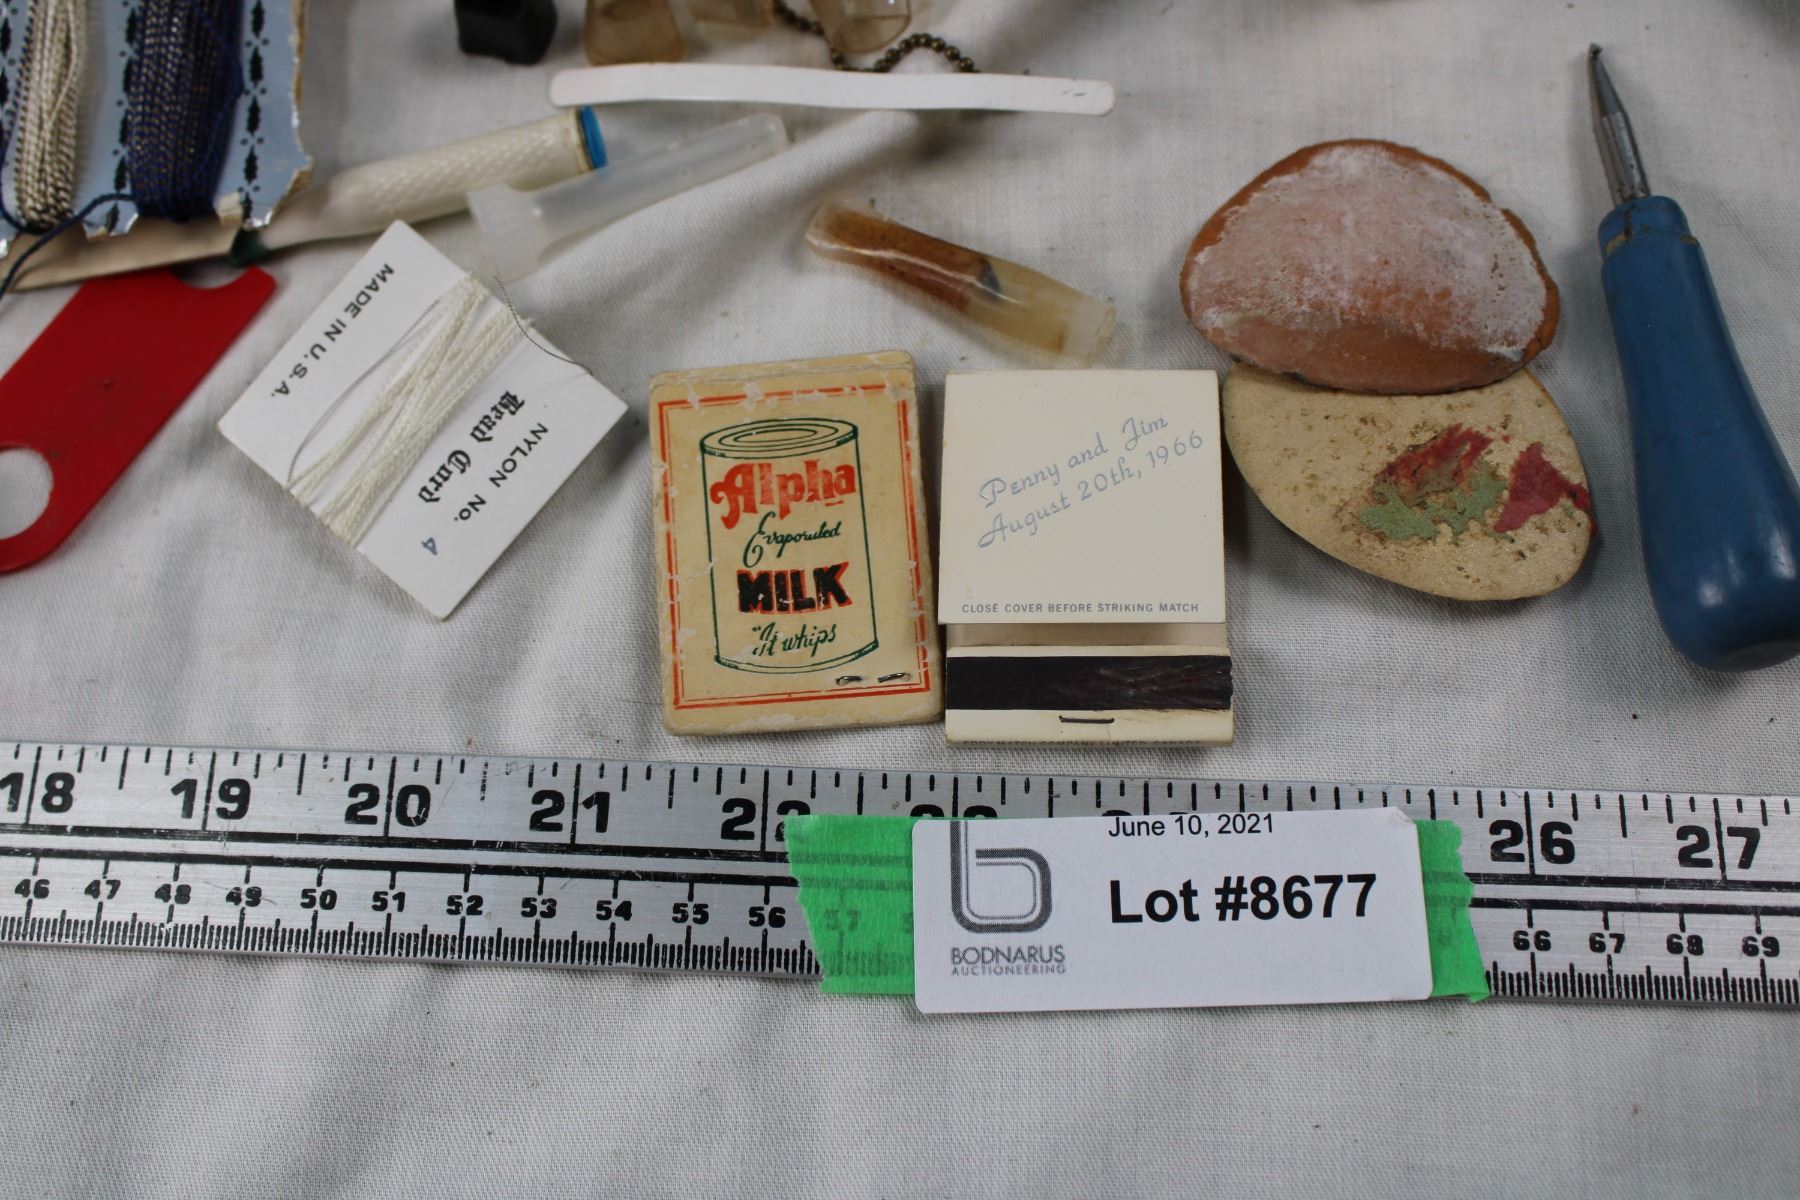 MADE IN U.S.A.
Bead Cord
NYLON No.
4
Alpha
Evaporated
MILK
"It whips
Penny and Jim
August 20th, 1966
CLOSE COVER BEFORE STRIKING MATCH
18 19 20 21 22 26 27
46 47 48 49 50 51 52 53 54 55 56 57 66 67 68 69
June 10, 2021
Lot #8677
BODNARUS
AUCTIONEERING